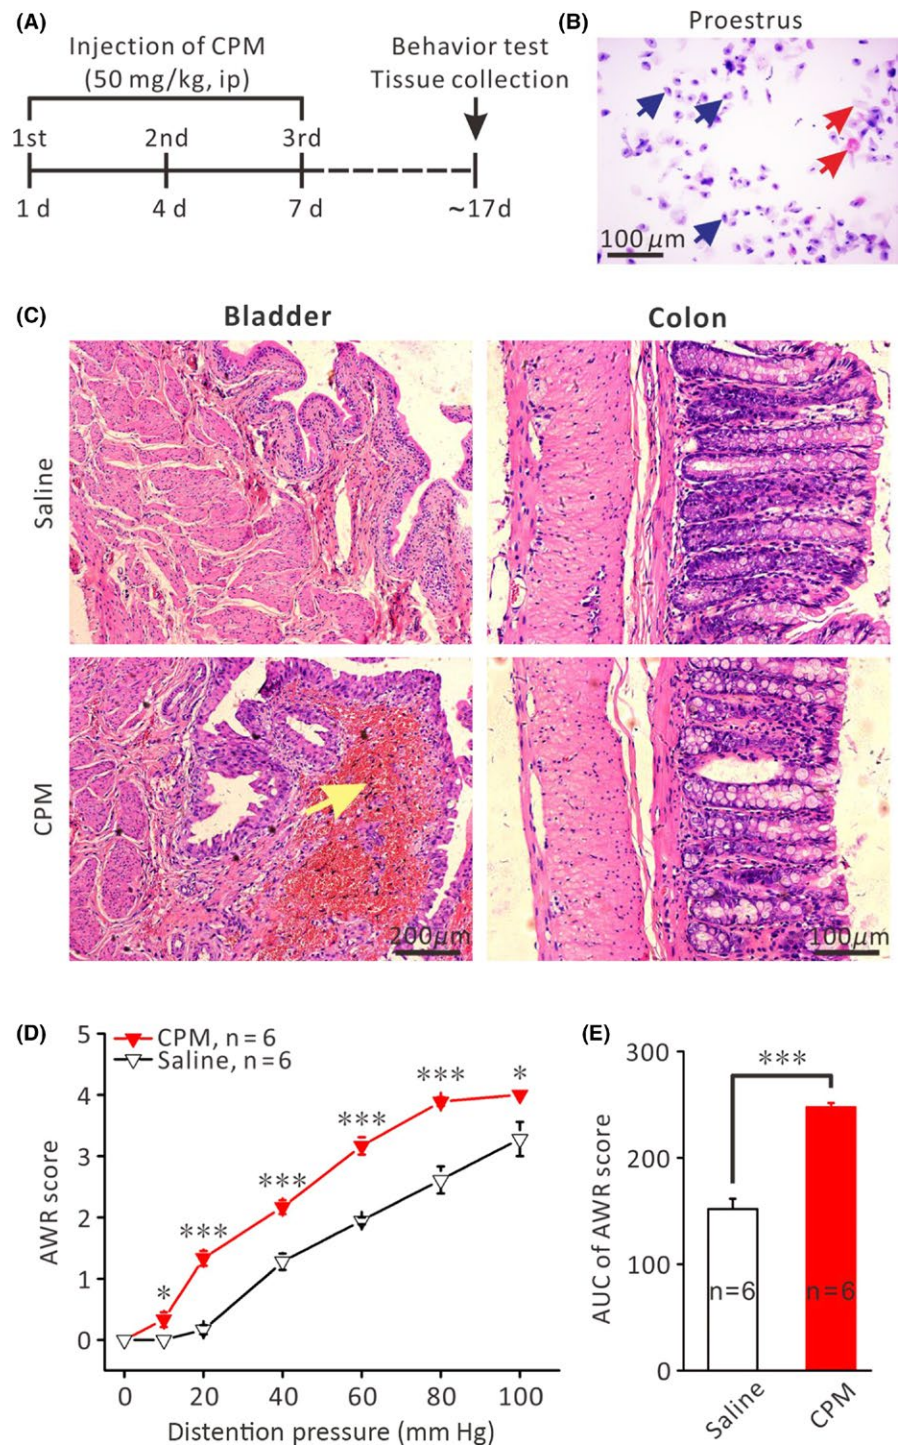 (A)
Injection of CPM
(50 mg/kg, ip)
Behavior test
Tissue collection
1st 2nd 3rd
1 d 4 d 7 d ~17d
(B)
Proestrus
100 μm
(C)
Bladder Colon
Saline
CPM
200μm 100μm
(D)
CPM, n = 6
Saline, n=6
* *** *** *** *** *
AWR score
5
4
3
2
1
0
0 20 40 60 80 100
Distention pressure (mm Hg)
(E)
***
AUC of AWR score
300
200
100
0
n=6 n=6
Saline CPM